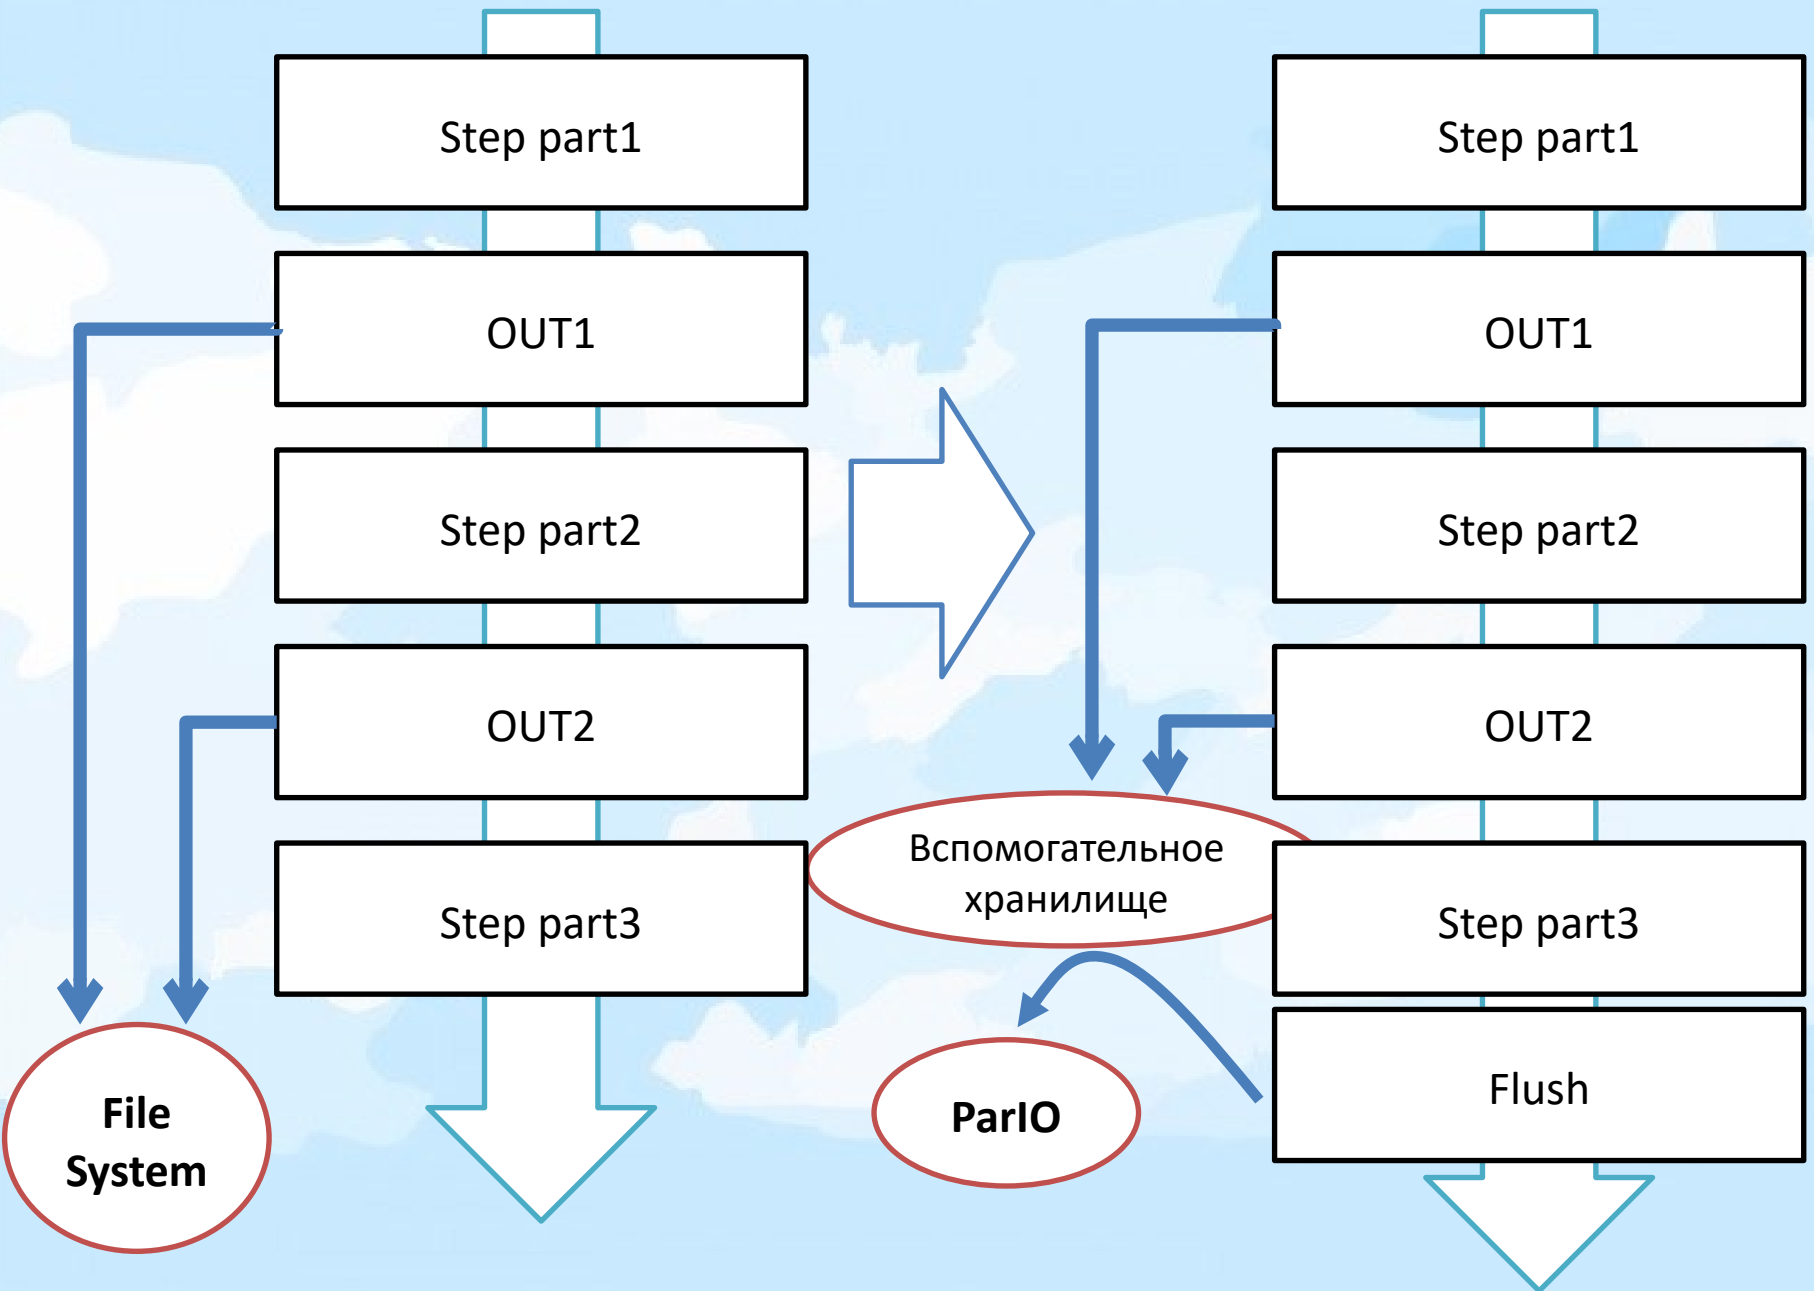 Step part1
OUT1
Step part2
OUT2
Step part3
File
System
Step part1
OUT1
Step part2
OUT2
Вспомогательное
хранилище
Step part3
Flush
ParIO